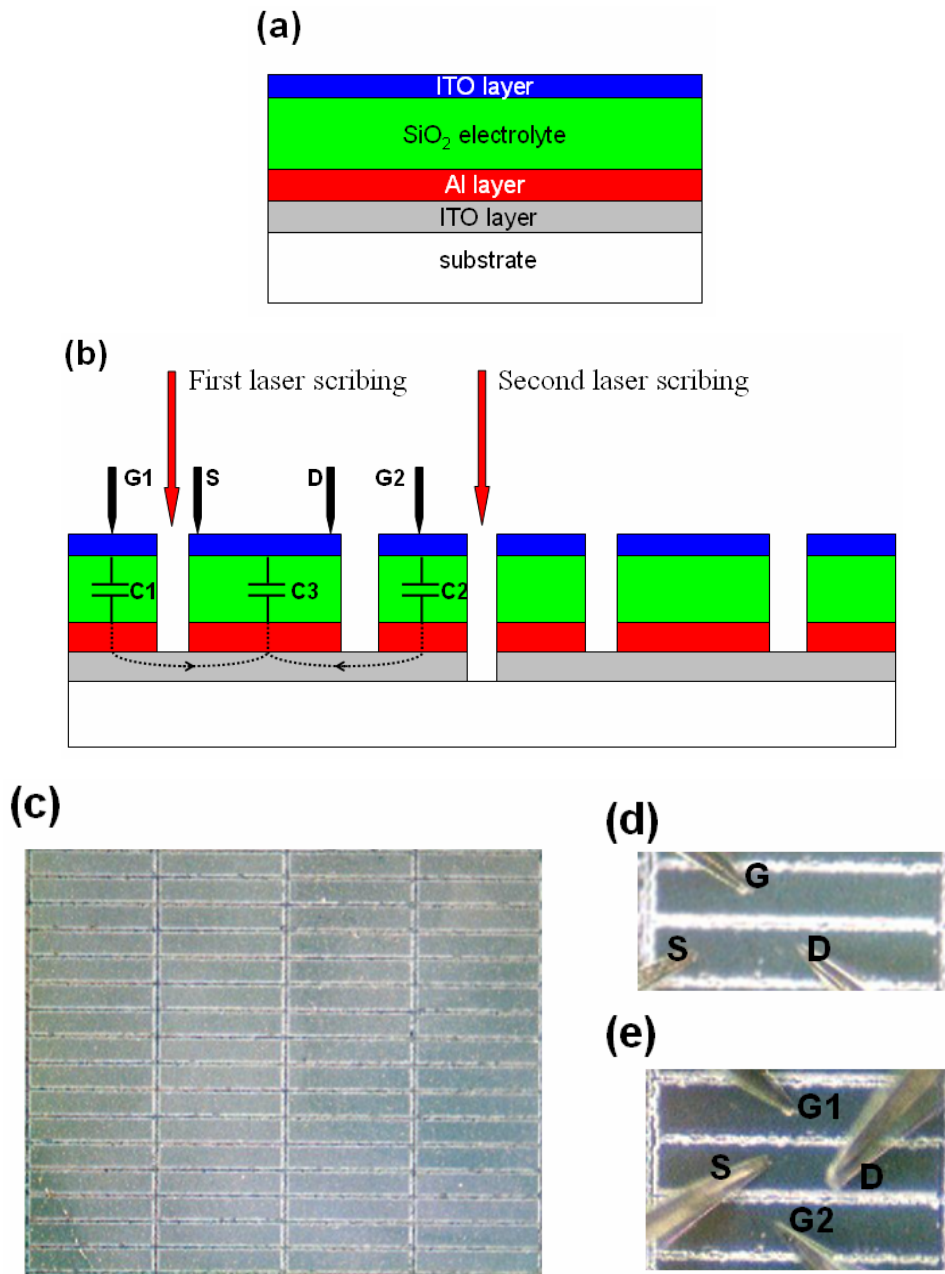 (a)
ITO layer
SiO₂ electrolyte
Al layer
ITO layer
substrate
(b)
First laser scribing
Second laser scribing
G1
S
D
G2
C1
C3
C2
(c)
(d)
G
S
D
(e)
G1
S
D
G2